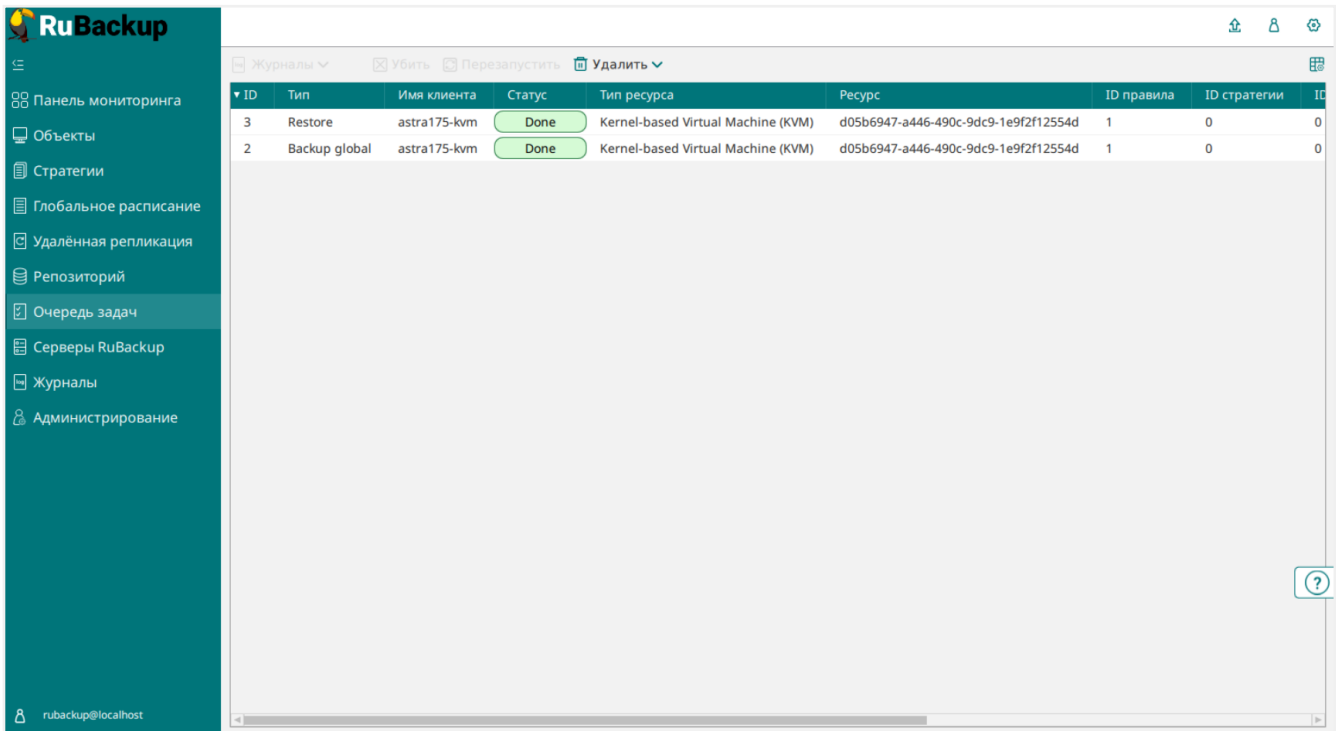 RuBackup
Журналы Убить Перезапустить Удалить
ID Тип Имя клиента Статус Тип ресурса Ресурс ID правила ID стратегии ID
3 Restore astra175-kvm Done Kernel-based Virtual Machine (KVM) d05b6947-a446-490c-9dc9-1e9f2f12554d 1 0 0
2 Backup global astra175-kvm Done Kernel-based Virtual Machine (KVM) d05b6947-a446-490c-9dc9-1e9f2f12554d 1 0 0
Панель мониторинга
Объекты
Стратегии
Глобальное расписание
Удалённая репликация
Репозиторий
Очередь задач
Серверы RuBackup
Журналы
Администрирование
?
rubackup@localhost